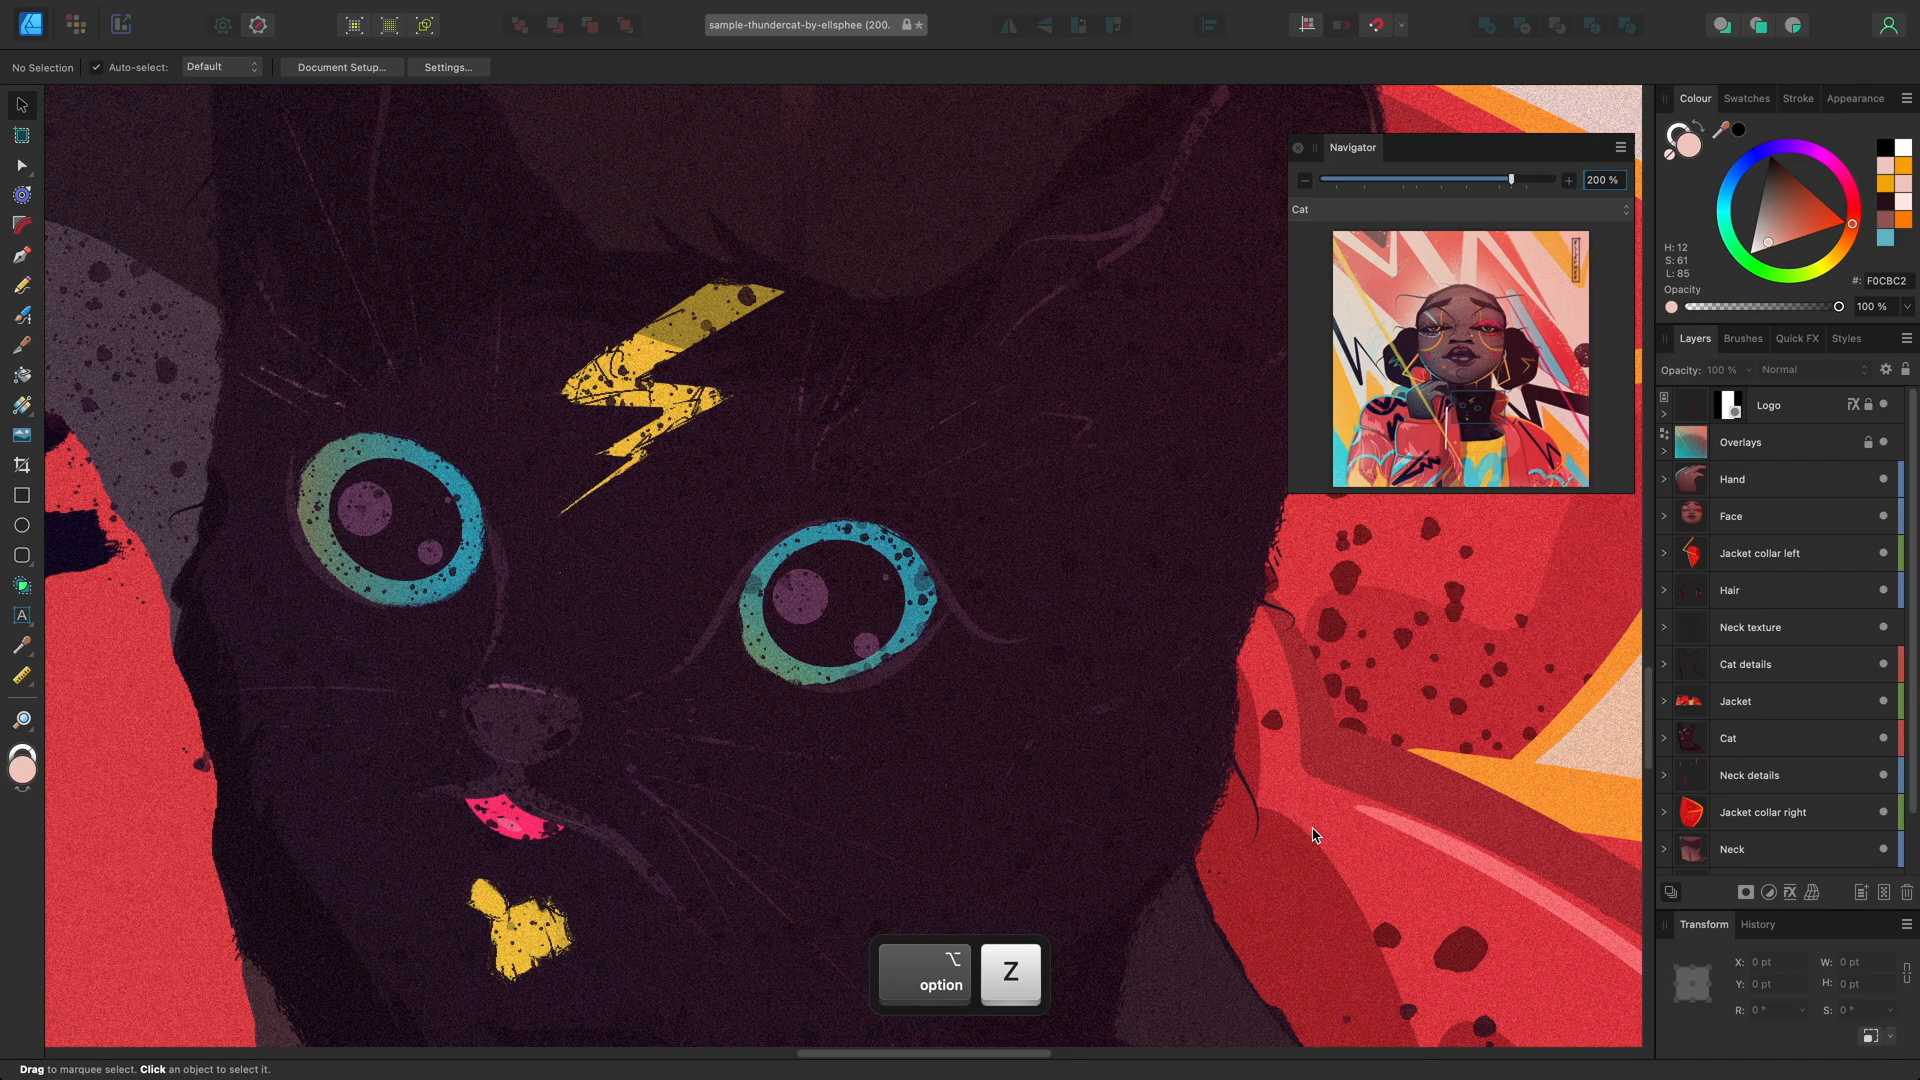 sample-thundercat-by-ellsphee (200. *
No Selection
Auto-select:
Default
Document Setup...
Settings...
Colour
Swatches
Stroke
Appearance
H: 12
S: 61
L: 85
#: F0CBC2
Opacity
100 %
Navigator
200 %
Cat
Layers
Brushes
Quick FX
Styles
Opacity: 100 %
Normal
Logo
Overlays
Hand
Face
Jacket collar left
Hair
Neck texture
Cat details
Jacket
Cat
Neck details
Jacket collar right
Neck
Transform
History
X: 0 pt
W: 0 pt
Y: 0 pt
H: 0 pt
R: 0 °
S: 0 °
option
Z
Drag to marquee select. Click an object to select it.